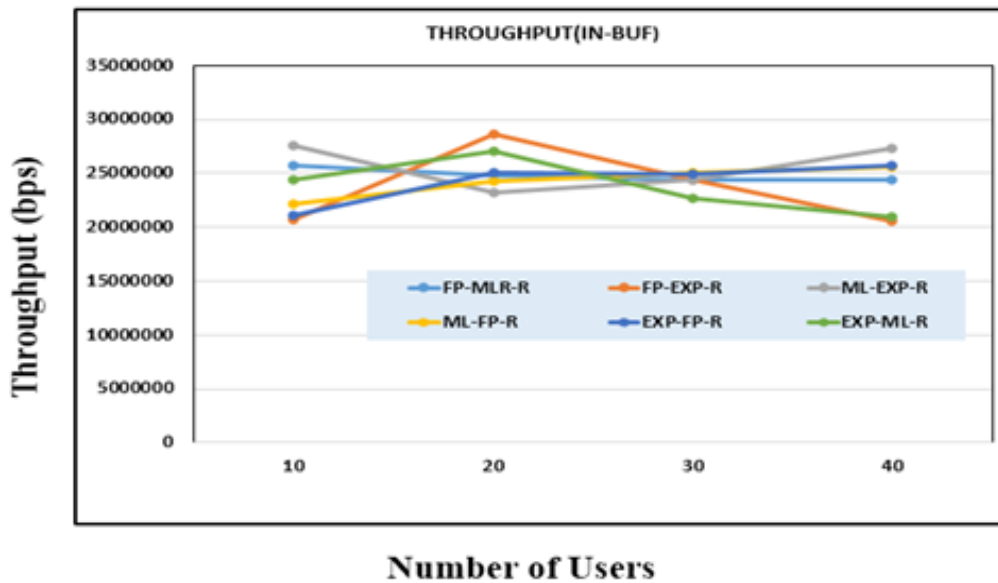 THROUGHPUT(IN-BUF)
Throughput (bps)
35000000
30000000
25000000
20000000
15000000
10000000
5000000
0
FP-MLR-R FP-EXP-R ML-EXP-R
ML-FP-R EXP-FP-R EXP-ML-R
10 20 30 40
Number of Users